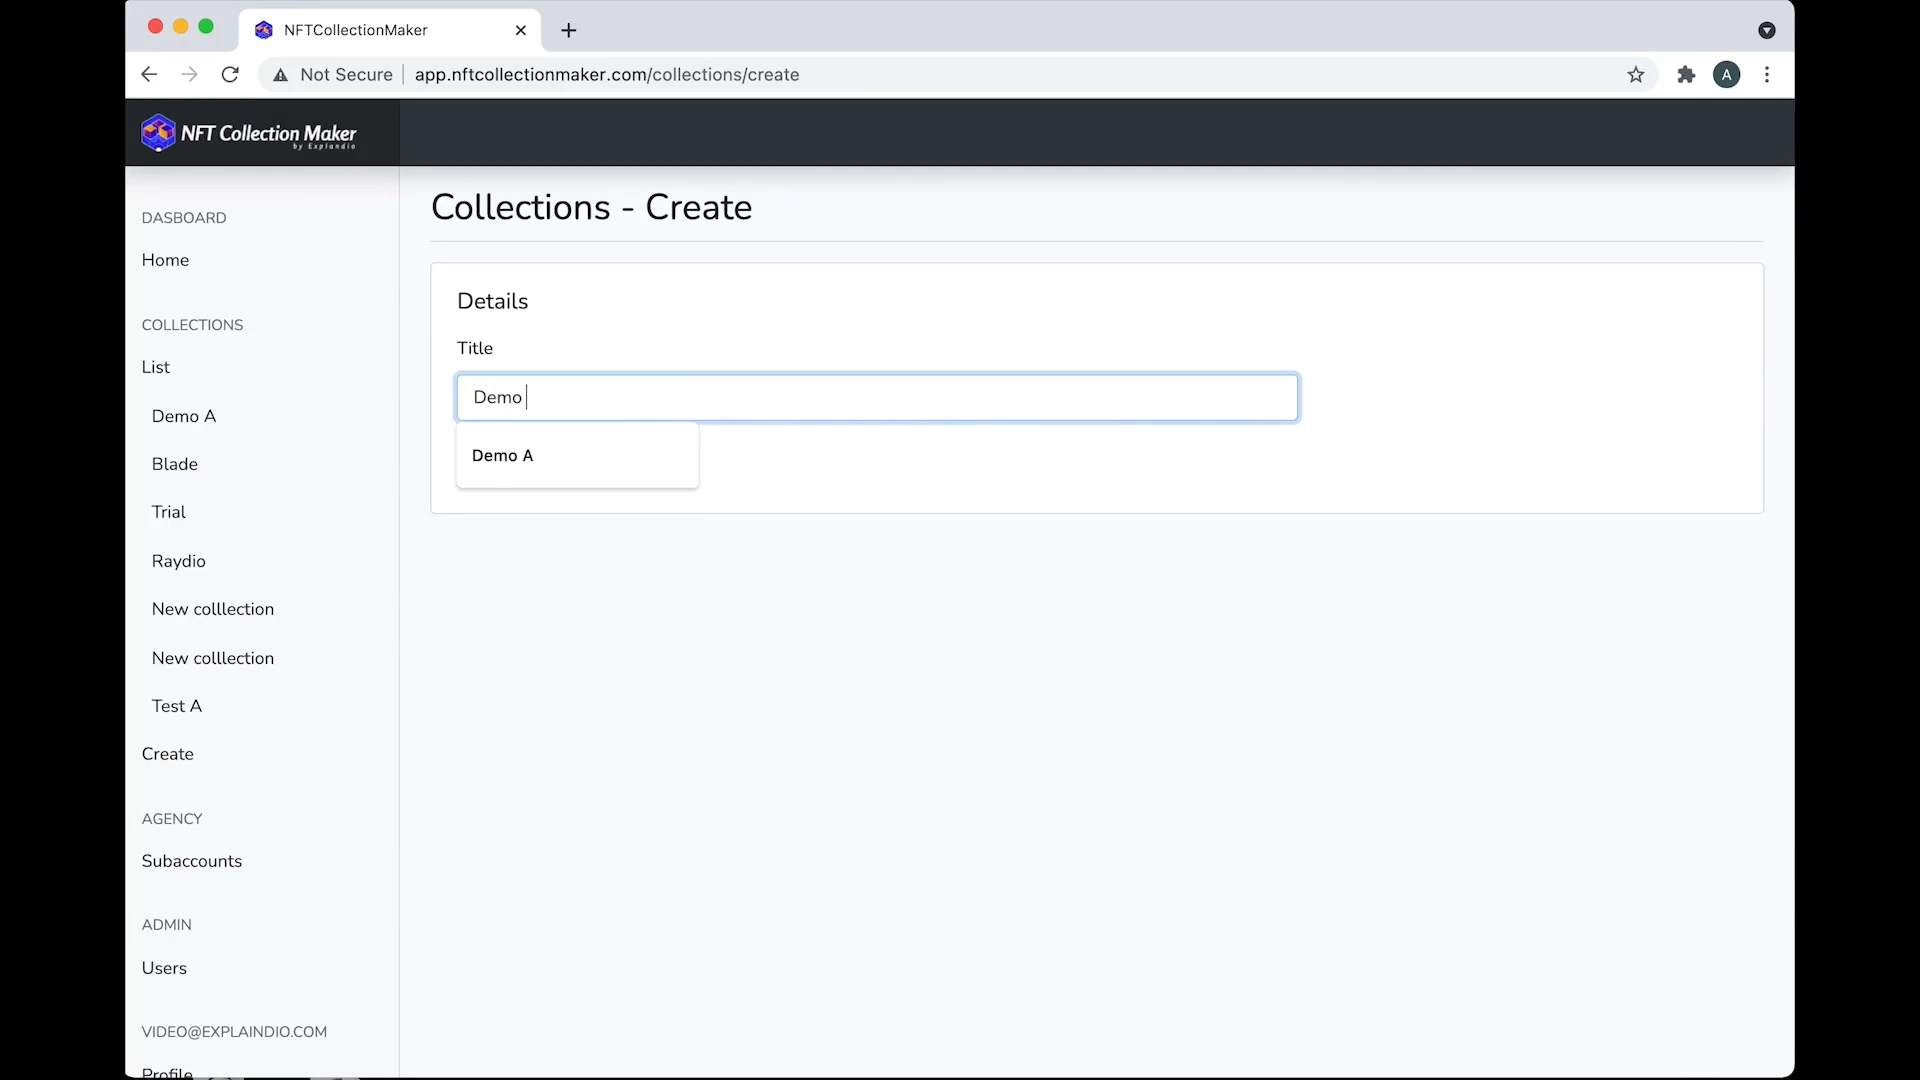 NFTCollectionMaker
Not Secure
app.nftcollectionmaker.com/collections/create
A
NFT Collection Maker
by Explandio
Collections - Create
DASBOARD
Home
COLLECTIONS
List
Demo A
Blade
Trial
Raydio
New colllection
New colllection
Test A
Create
AGENCY
Subaccounts
ADMIN
Users
VIDEO@EXPLAINDIO.COM
Profile
Details
Title
Demo
Demo A